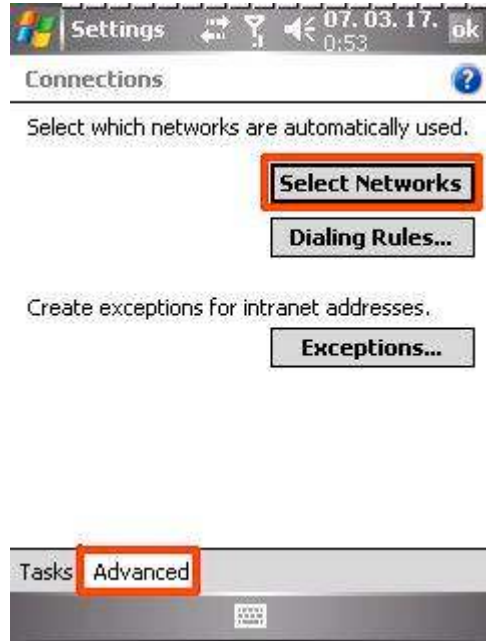 Settings
07. 03. 17.
0:53
ok
Connections
?
Select which networks are automatically used.
Select Networks
Dialing Rules...
Create exceptions for intranet addresses.
Exceptions...
Tasks Advanced